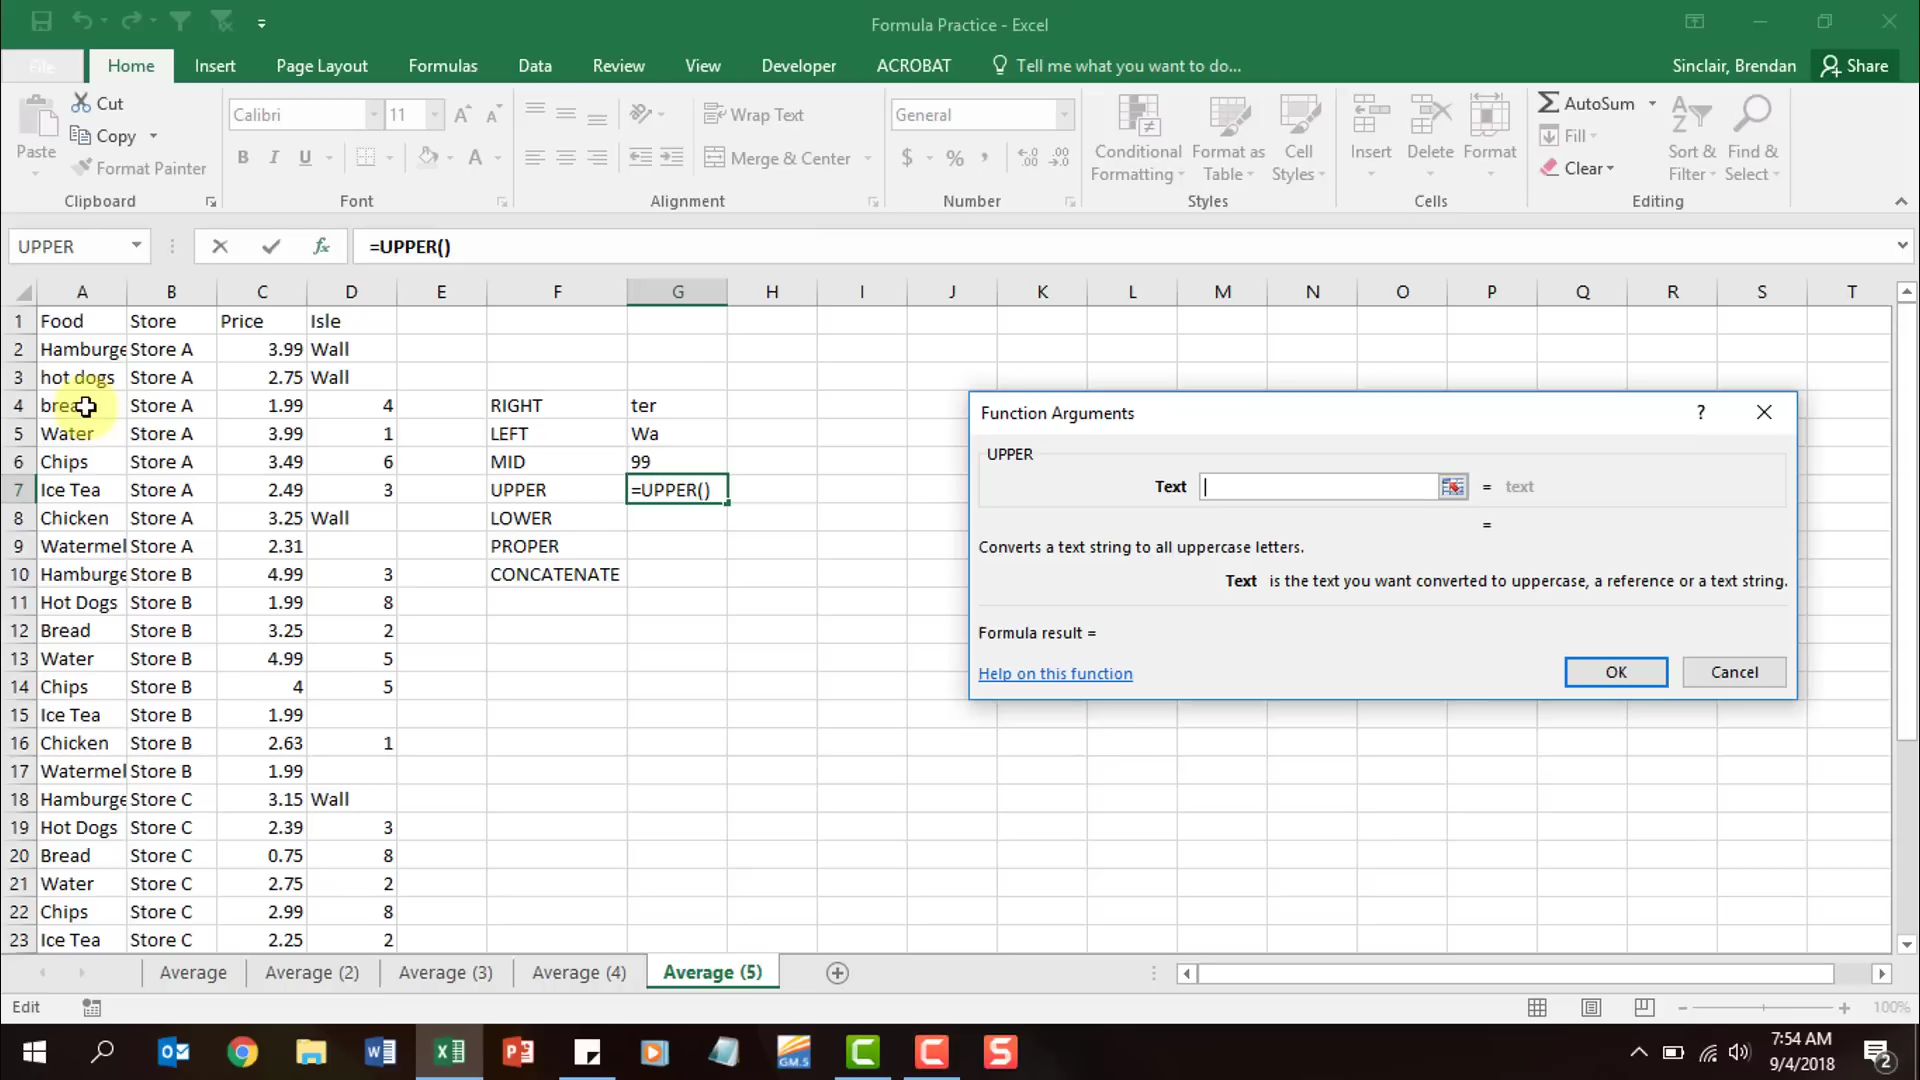 Formula Practice - Excel
File Home Insert Page Layout Formulas Data Review View Developer ACROBAT Tell me what you want to do... Sinclair, Brendan Share
Paste Cut Calibri 11 Wrap Text General Conditional Formatting Format as Table Cell Styles Insert Delete Format AutoSum Sort & Filter Find & Select
Copy Fill
Format Painter B I U A Merge & Center $ % , Clear
Clipboard Font Alignment Number Styles Cells Editing
UPPER fx =UPPER()
A B C D E F G H I J K L M N O P Q R S T
1 Food Store Price Isle
2 Hamburge Store A 3.99 Wall
3 hot dogs Store A 2.75 Wall
4 Store A 1.99 4 RIGHT ter
5 Water Store A 3.99 1 LEFT Wa
6 Chips Store A 3.49 6 MID 99
7 Ice Tea Store A 2.49 3 UPPER =UPPER()
8 Chicken Store A 3.25 Wall LOWER
9 Watermel Store A 2.31 PROPER
10 Hamburge Store B 4.99 3 CONCATENATE
11 Hot Dogs Store B 1.99 8
12 Bread Store B 3.25 2
13 Water Store B 4.99 5
14 Chips Store B 4 5
15 Ice Tea Store B 1.99
16 Chicken Store B 2.63 1
17 Watermel Store B 1.99
18 Hamburge Store C 3.15 Wall
19 Hot Dogs Store C 2.39 3
20 Bread Store C 0.75 8
21 Water Store C 2.75 2
22 Chips Store C 2.99 8
23 Ice Tea Store C 2.25 2
Function Arguments ?
UPPER
Text = text
=
Converts a text string to all uppercase letters.
Text is the text you want converted to uppercase, a reference or a text string.
Formula result =
Help on this function OK Cancel
Average Average (2) Average (3) Average (4) Average (5)
Edit 100%
7:54 AM
9/4/2018
2
GM.S